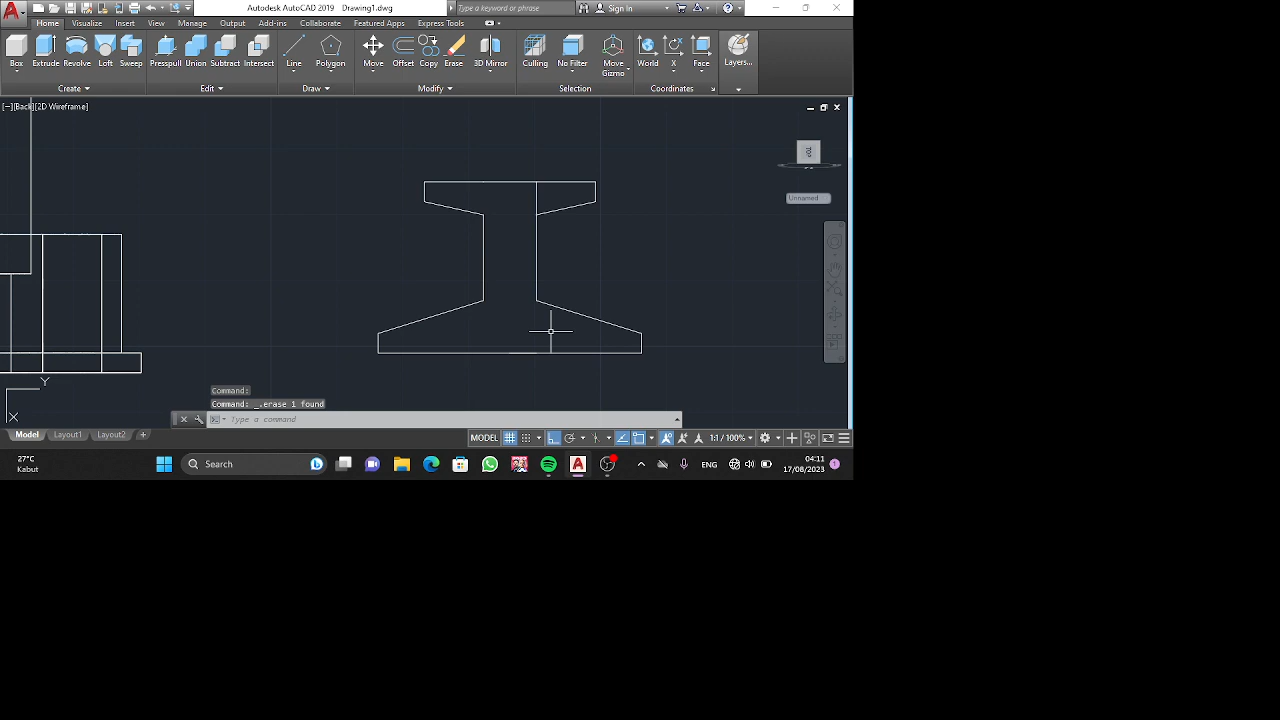 Autodesk AutoCAD 2019 Drawing1.dwg
Type a keyword or phrase
Sign In
Home Visualize Insert View Manage Output Add-ins Collaborate Featured Apps Express Tools
Box Extrude Revolve Loft Sweep Presspull Union Subtract Intersect Line Polygon Move Offset Copy Erase 3D Mirror Culling No Filter Move Gizmo World X Face Layers...
Create Edit Draw Modify Selection Coordinates
[−][Back][2D Wireframe]
TOP
Unnamed
Y
X
Command:
Command: _.erase 1 found
Type a command
Model Layout1 Layout2 +
MODEL 1:1 / 100%
27°C
Kabut
Search
ENG
04:11
17/08/2023
1